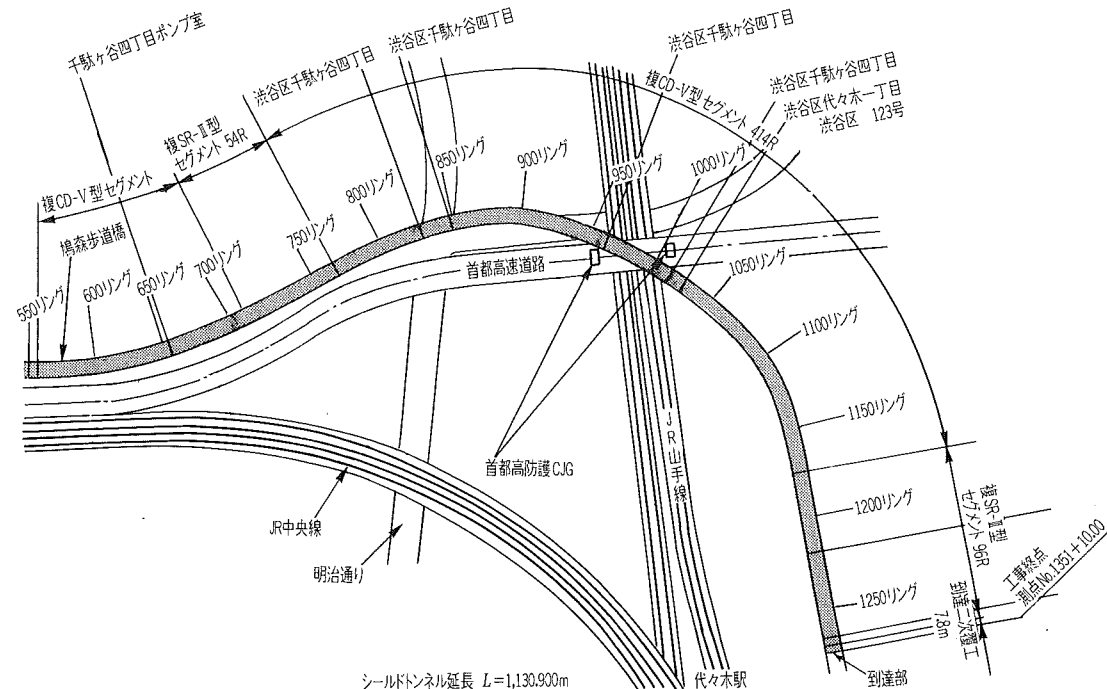 千駄ヶ谷四丁目ポンプ室
渋谷区千駄ヶ谷四丁目
渋谷区千駄ヶ谷四丁目
渋谷区千駄ヶ谷四丁目
渋谷区千駄ヶ谷四丁目
渋谷区代々木一丁目
渋谷区 123号
複CD-V型セグメント
複SR-Ⅱ型
セグメント 54R
複CD-V型セグメント 414R
鳩森歩道橋
550リング
600リング
650リング
700リング
750リング
800リング
850リング
900リング
950リング
1000リング
1050リング
1100リング
1150リング
1200リング
1250リング
首都高速道路
首都高防護CJG
JR山手線
JR中央線
明治通り
複SR-Ⅱ型
セグメント 96R
工事終点
測点No.1351+10.00
到達二次覆工
7.8m
シールドトンネル延長 L=1,130.900m
代々木駅
到達部